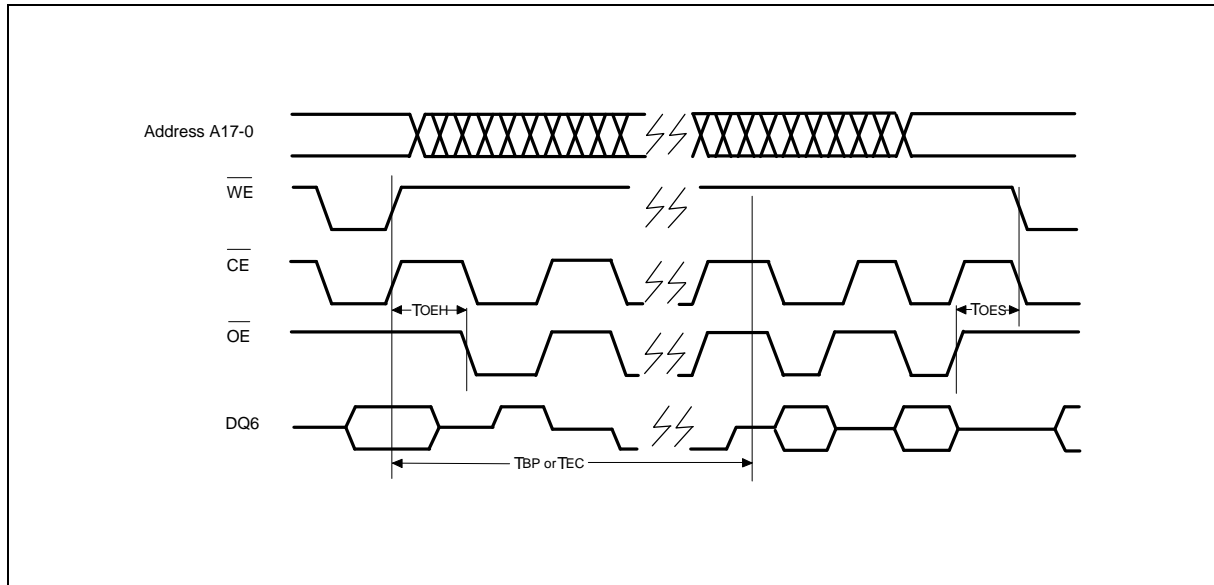 Address A17-0
WE
CE
TOEH
TOES
OE
DQ6
TBP or TEC